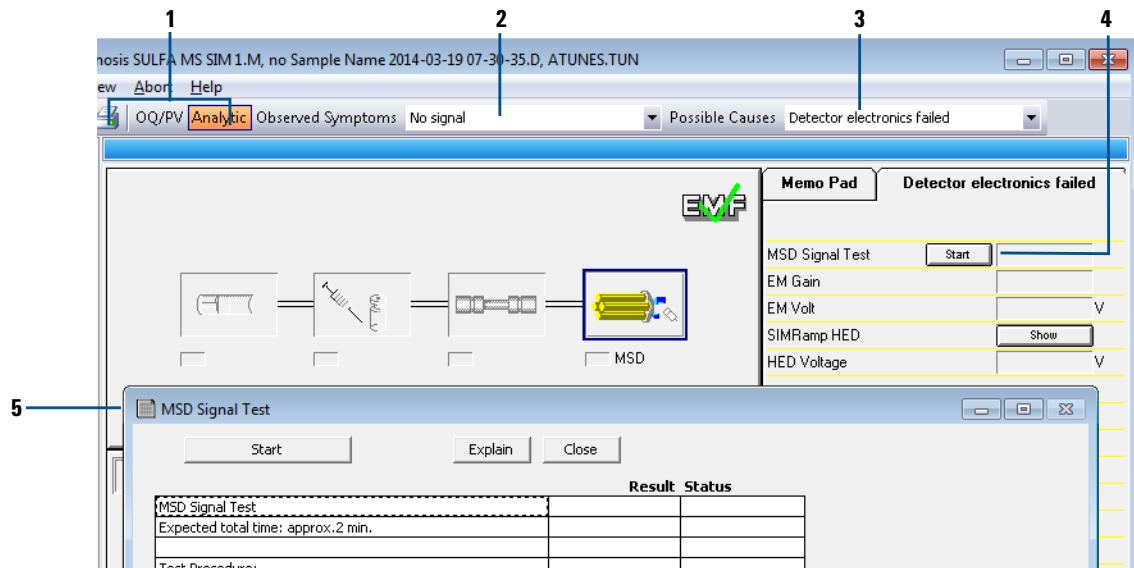 1 2 3 4
nosis SULFA MS SIM 1.M, no Sample Name 2014-03-19 07-30-35.D, ATUNES.TUN
ew Abort Help
OQ/PV Analytic Observed Symptoms No signal Possible Causes Detector electronics failed
Memo Pad Detector electronics failed
EMF
MSD Signal Test Start
EM Gain
EM Volt V
SIMRamp HED Show
MSD
HED Voltage V
5
MSD Signal Test
Start Explain Close
Result Status
MSD Signal Test
Expected total time: approx.2 min.
Test Procedure: